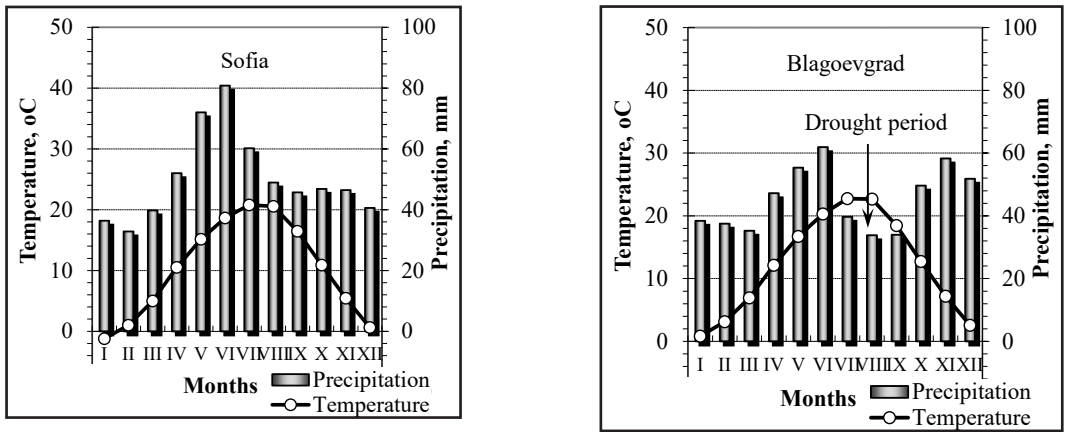 50
40
30
20
10
0
Temperature, oC
Sofia
100
80
60
40
20
0
Precipitation, mm
I II III IV V VI VII VIII IX X XI XII
Months
Precipitation
Temperature
50
40
30
20
10
0
Temperature, oC
Blagoevgrad
Drought period
100
80
60
40
20
0
Precipitation, mm
I II III IV V VI VII VIII IX X XI XII
Months
Precipitation
Temperature